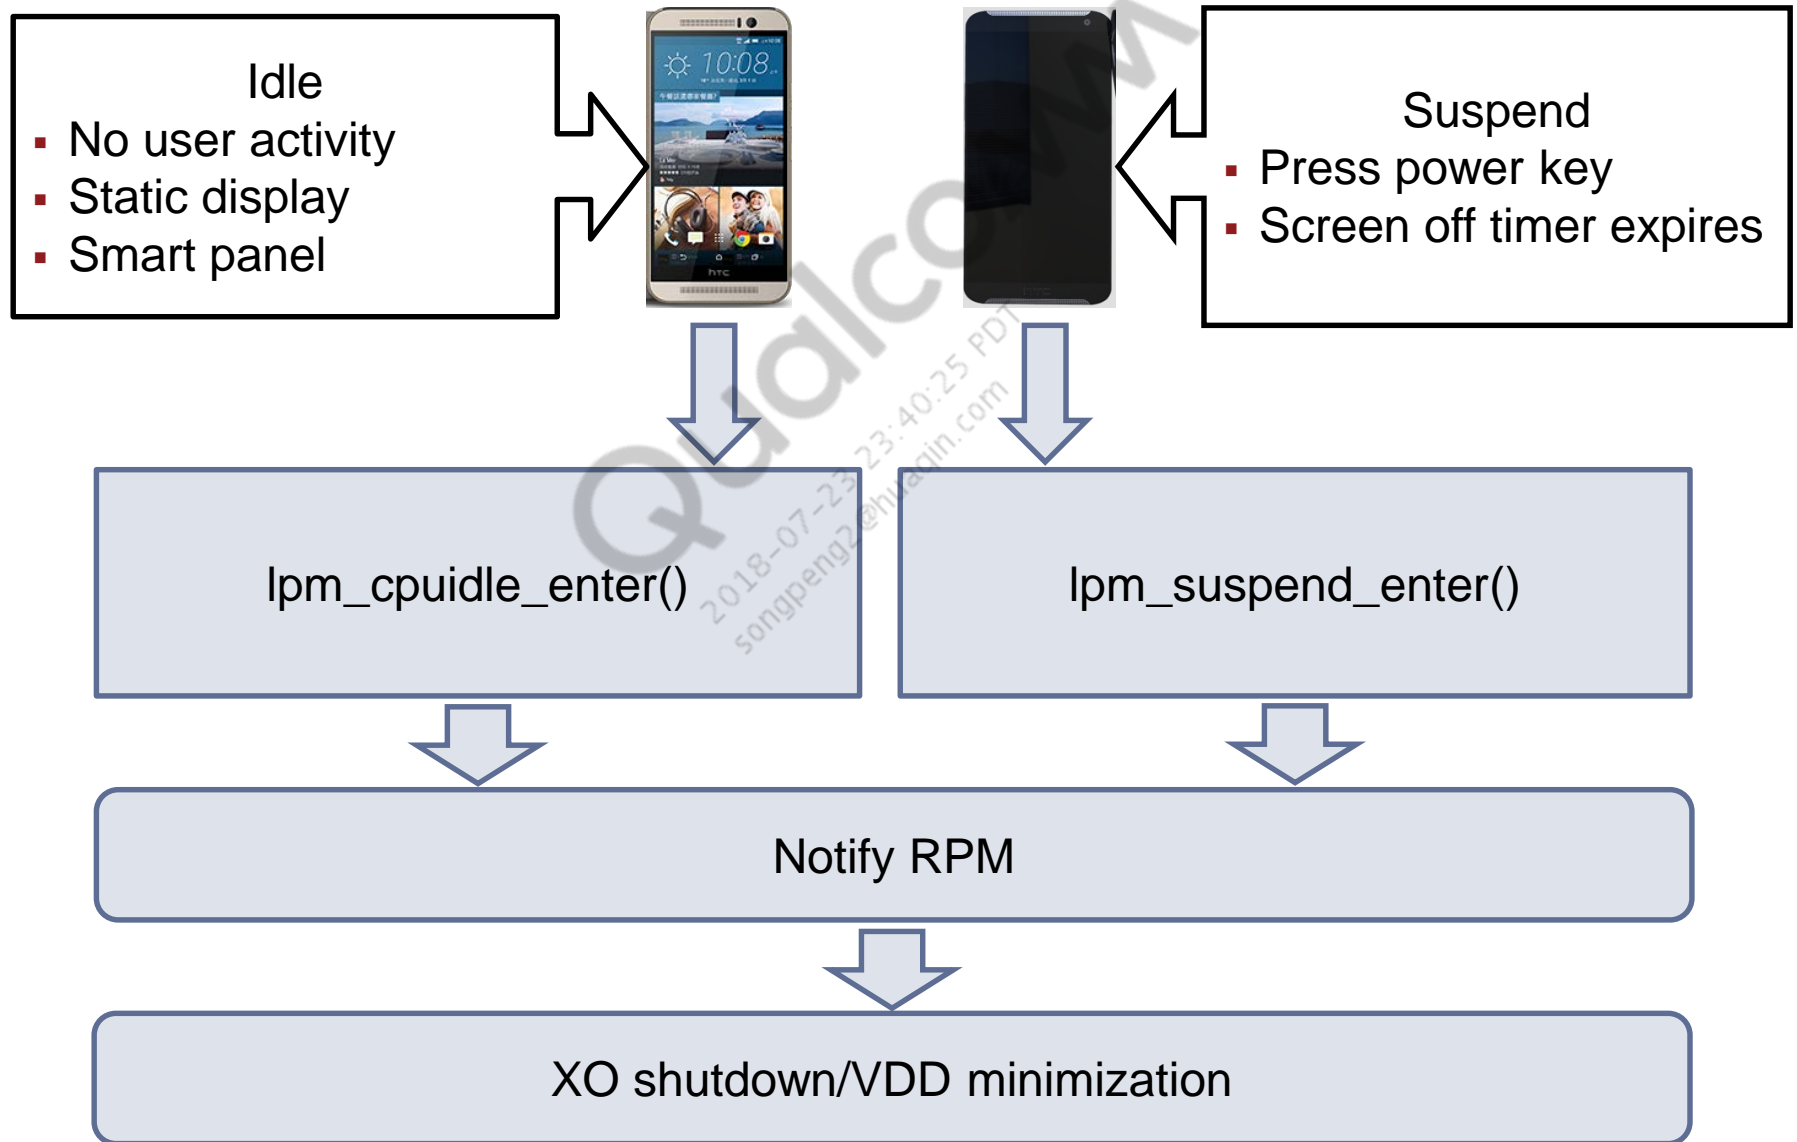 Idle
▪ No user activity
▪ Static display
▪ Smart panel
10:08
htc
Suspend
▪ Press power key
▪ Screen off timer expires
Qualcomm
2018-07-23 23:40:25 PDT
songpeng2@huaqin.com
lpm_cpuidle_enter()
lpm_suspend_enter()
Notify RPM
XO shutdown/VDD minimization